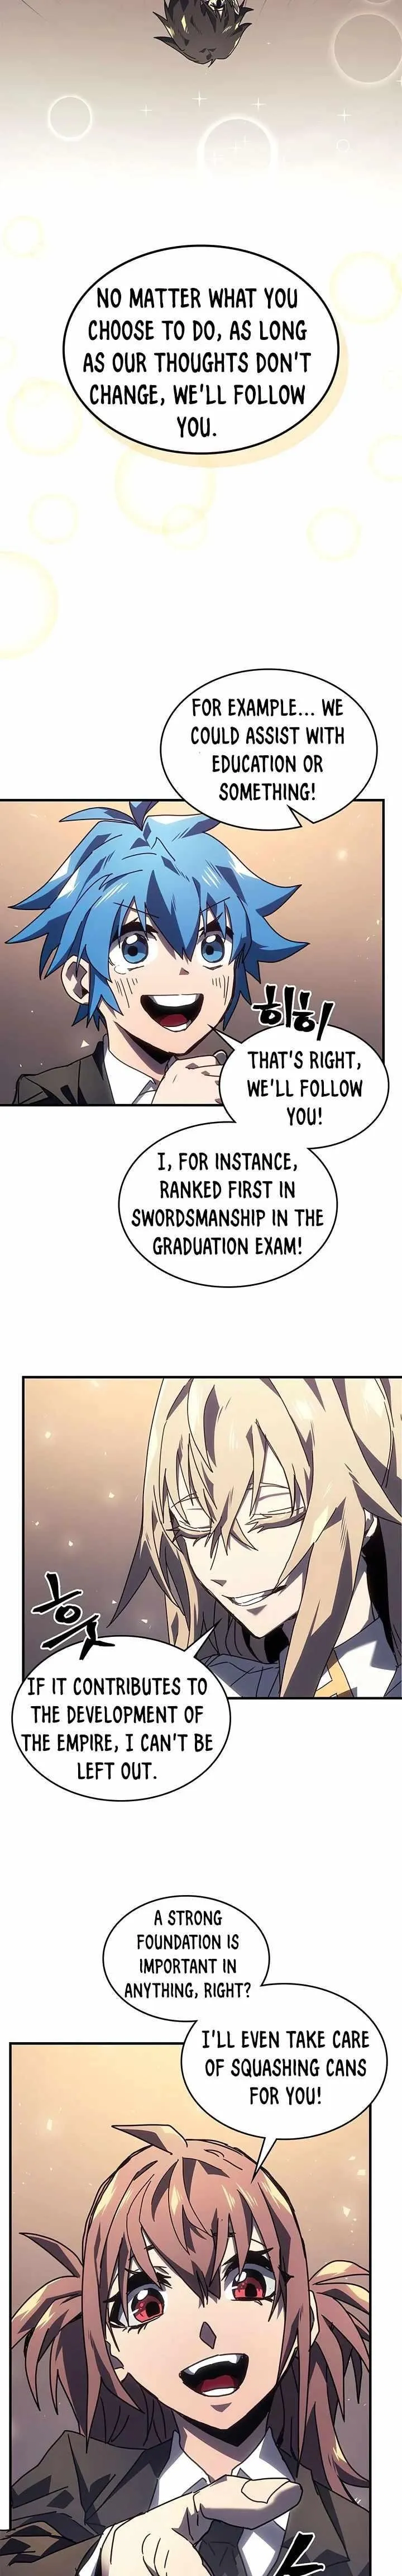 NO MATTER WHAT YOU
CHOOSE TO DO, AS LONG
AS OUR THOUGHTS DON'T
CHANGE, WE'LL FOLLOW
YOU.
FOR EXAMPLE... WE
COULD ASSIST WITH
EDUCATION OR
SOMETHING!
히히
THAT'S RIGHT,
WE'LL FOLLOW
YOU!
I, FOR INSTANCE,
RANKED FIRST IN
SWORDSMANSHIP IN THE
GRADUATION EXAM!
훗
IF IT CONTRIBUTES TO
THE DEVELOPMENT OF
THE EMPIRE, I CAN'T BE
LEFT OUT.
A STRONG
FOUNDATION IS
IMPORTANT IN
ANYTHING, RIGHT?
I'LL EVEN TAKE CARE
OF SQUASHING CANS
FOR YOU!